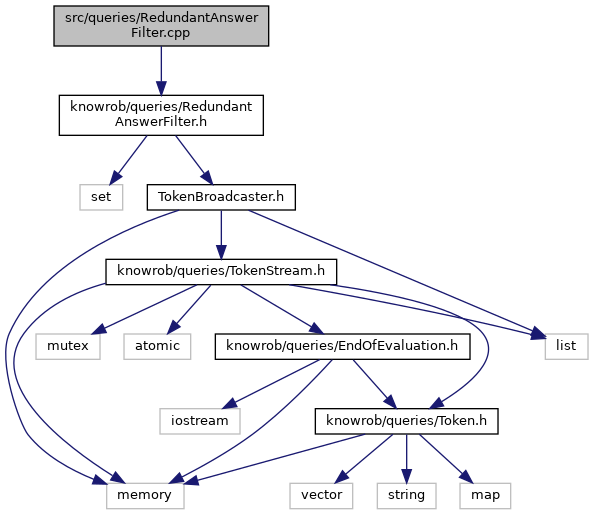 src/queries/RedundantAnswer
Filter.cpp
knowrob/queries/Redundant
AnswerFilter.h
set
TokenBroadcaster.h
knowrob/queries/TokenStream.h
mutex
atomic
knowrob/queries/EndOfEvaluation.h
list
iostream
knowrob/queries/Token.h
memory
vector
string
map